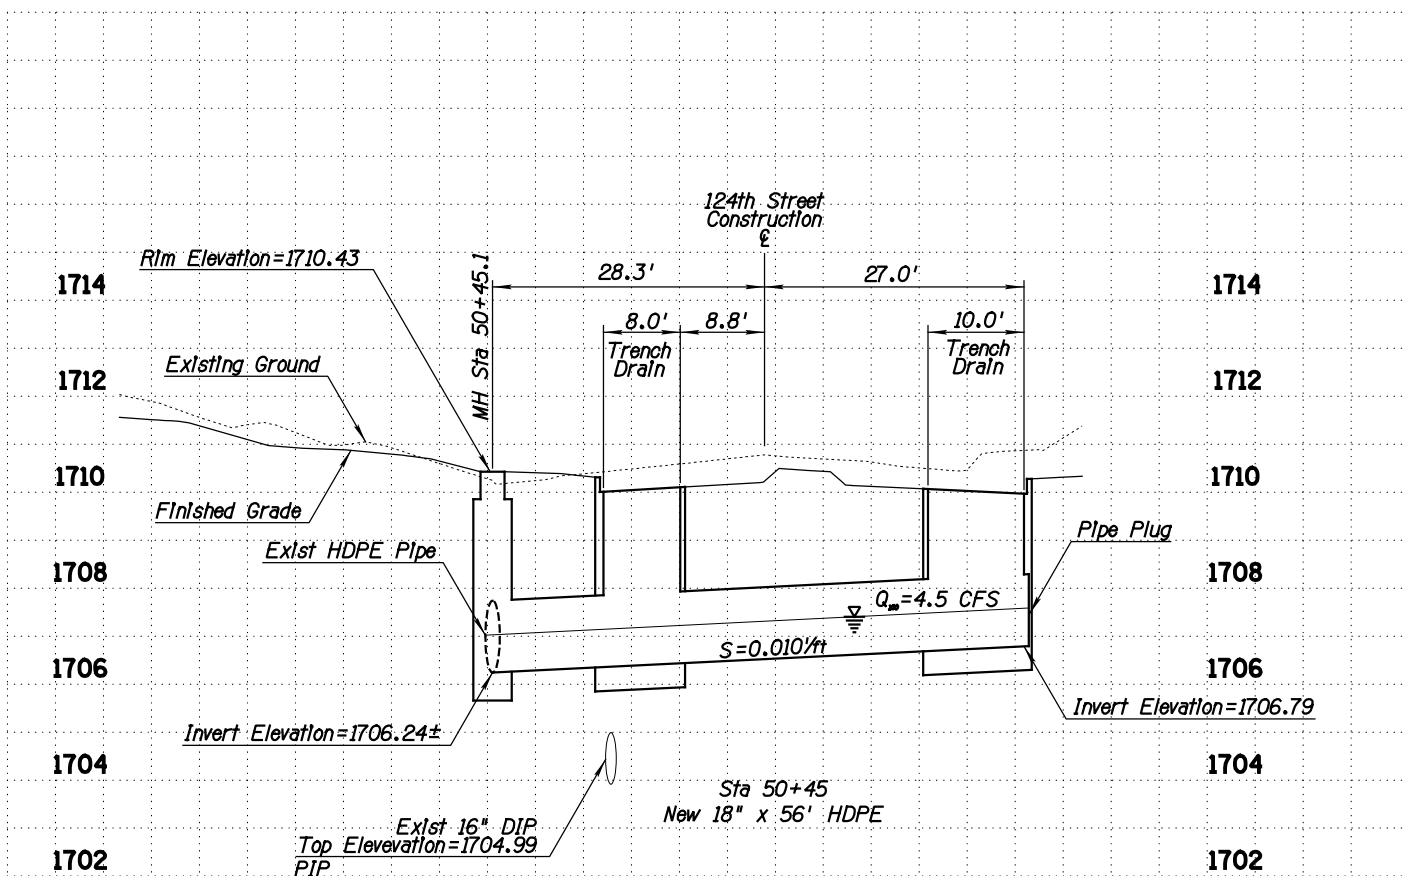 124th Street
Construction
℄
Rim Elevation=1710.43
MH Sta 50+45.1
28.3'
27.0'
1714
1714
8.0'
8.8'
10.0'
Trench
Drain
Trench
Drain
Existing Ground
1712
1712
1710
1710
Finished Grade
Pipe Plug
Exist HDPE Pipe
1708
1708
Q₁₀₀=4.5 CFS
S=0.010'/ft
1706
1706
Invert Elevation=1706.79
Invert Elevation=1706.24±
1704
1704
Sta 50+45
New 18" x 56' HDPE
Exist 16" DIP
Top Elevevation=1704.99
PIP
1702
1702